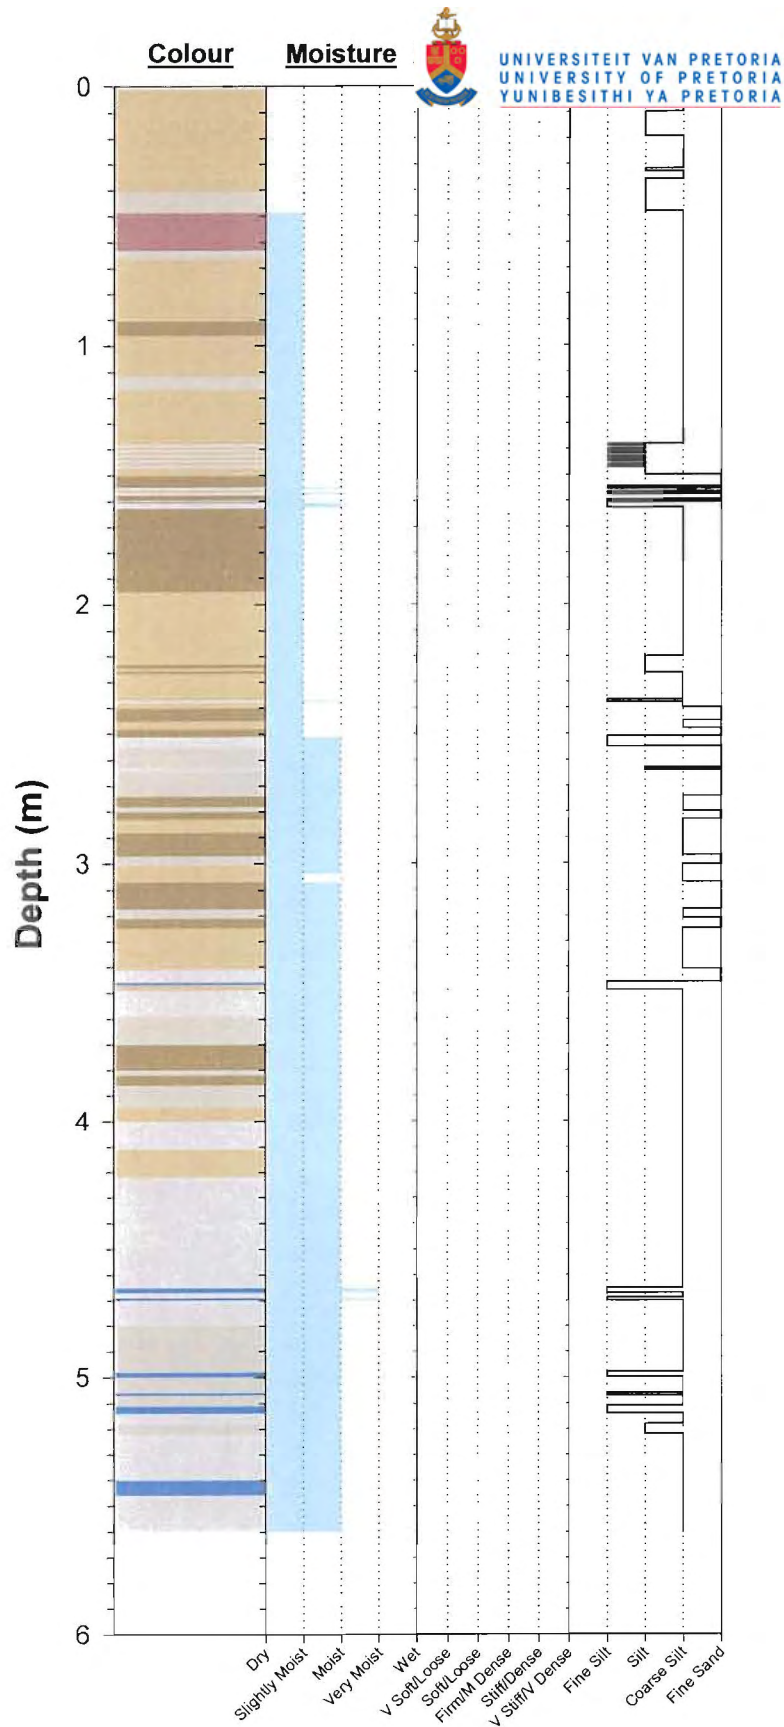 Colour
Moisture
UNIVERSITEIT VAN PRETORIA
UNIVERSITY OF PRETORIA
YUNIBESITHI YA PRETORIA
0
1
2
3
4
5
6
Depth (m)
Dry
Slightly Moist
Moist
Very Moist
Wet
V Soft/Loose
Soft/Loose
Firm/M Dense
Stiff/Dense
V Stiff/V Dense
Fine Silt
Silt
Coarse Silt
Fine Sand